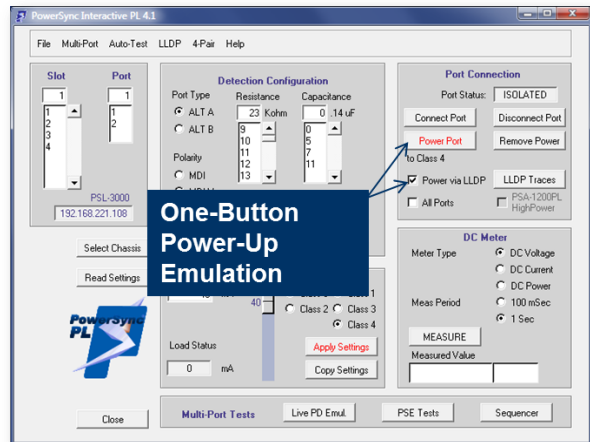 PowerSync Interactive PL 4.1
File Multi-Port Auto-Test LLDP 4-Pair Help
Slot Port
1 1
1
2
3
4
1
2
PSL-3000
192.168.221.108
Select Chassis
Read Settings
PowerSync
PL
Close
Detection Configuration
Port Type Resistance Capacitance
ALT A 23 Kohm 0 .14 uF
ALT B
9
10
11
12
13
0
5
7
11
Polarity
MDI
One-Button
Power-Up
Emulation
40
Class 2 Class 3
Class 4
Load Status
0 mA
Apply Settings
Copy Settings
Port Connection
Port Status: ISOLATED
Connect Port Disconnect Port
Power Port Remove Power
to Class 4
Power via LLDP LLDP Traces
All Ports PSA-1200PL
HighPower
DC Meter
Meter Type DC Voltage
DC Current
DC Power
Meas Period 100 mSec
1 Sec
MEASURE
Measured Value
Multi-Port Tests Live PD Emul. PSE Tests Sequencer